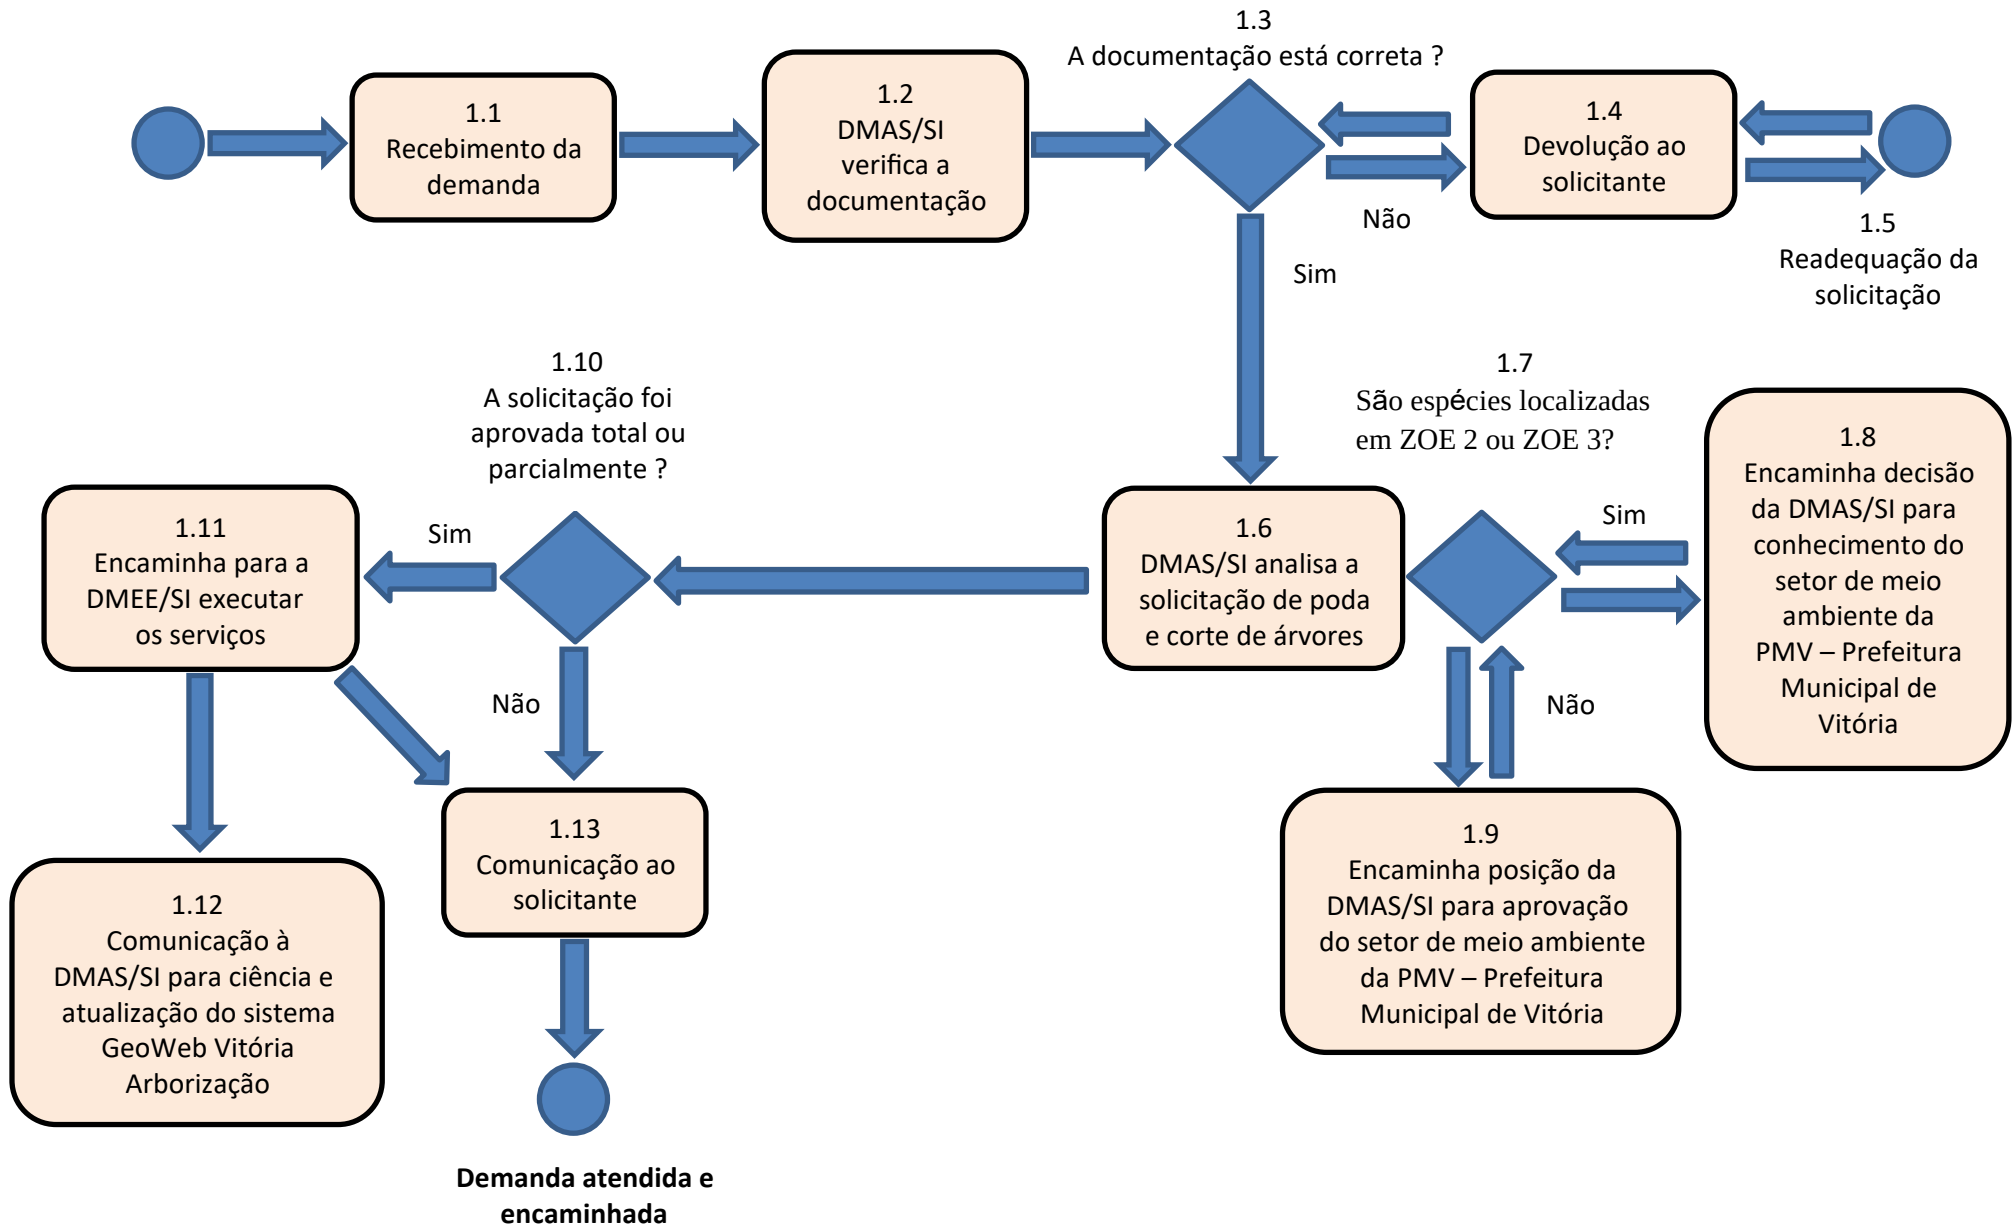 1.1
Recebimento da
demanda
1.2
DMAS/SI
verifica a
documentação
1.3
A documentação está correta ?
1.4
Devolução ao
solicitante
Não
Sim
1.5
Readequação da
solicitação
1.10
A solicitação foi
aprovada total ou
parcialmente ?
1.7
São espécies localizadas
em ZOE 2 ou ZOE 3?
1.8
Encaminha decisão
da DMAS/SI para
conhecimento do
setor de meio
ambiente da
PMV – Prefeitura
Municipal de
Vitória
1.11
Encaminha para a
DMEE/SI executar
os serviços
Sim
1.6
DMAS/SI analisa a
solicitação de poda
e corte de árvores
Sim
Não
Não
1.13
Comunicação ao
solicitante
1.9
Encaminha posição da
DMAS/SI para aprovação
do setor de meio ambiente
da PMV – Prefeitura
Municipal de Vitória
1.12
Comunicação à
DMAS/SI para ciência e
atualização do sistema
GeoWeb Vitória
Arborização
Demanda atendida e
encaminhada